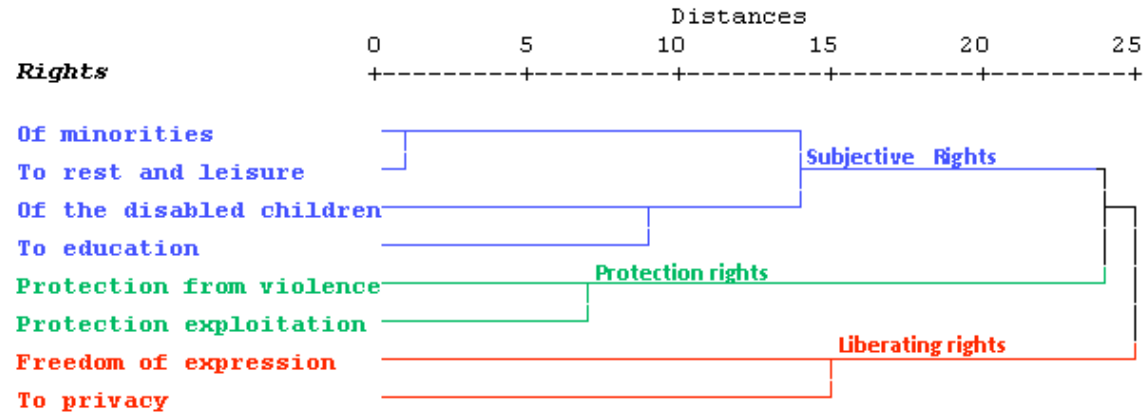 Distances
0 5 10 15 20 25
Rights
Of minorities
To rest and leisure
Subjective Rights
Of the disabled children
To education
Protection from violence
Protection rights
Protection exploitation
Freedom of expression
Liberating rights
To privacy